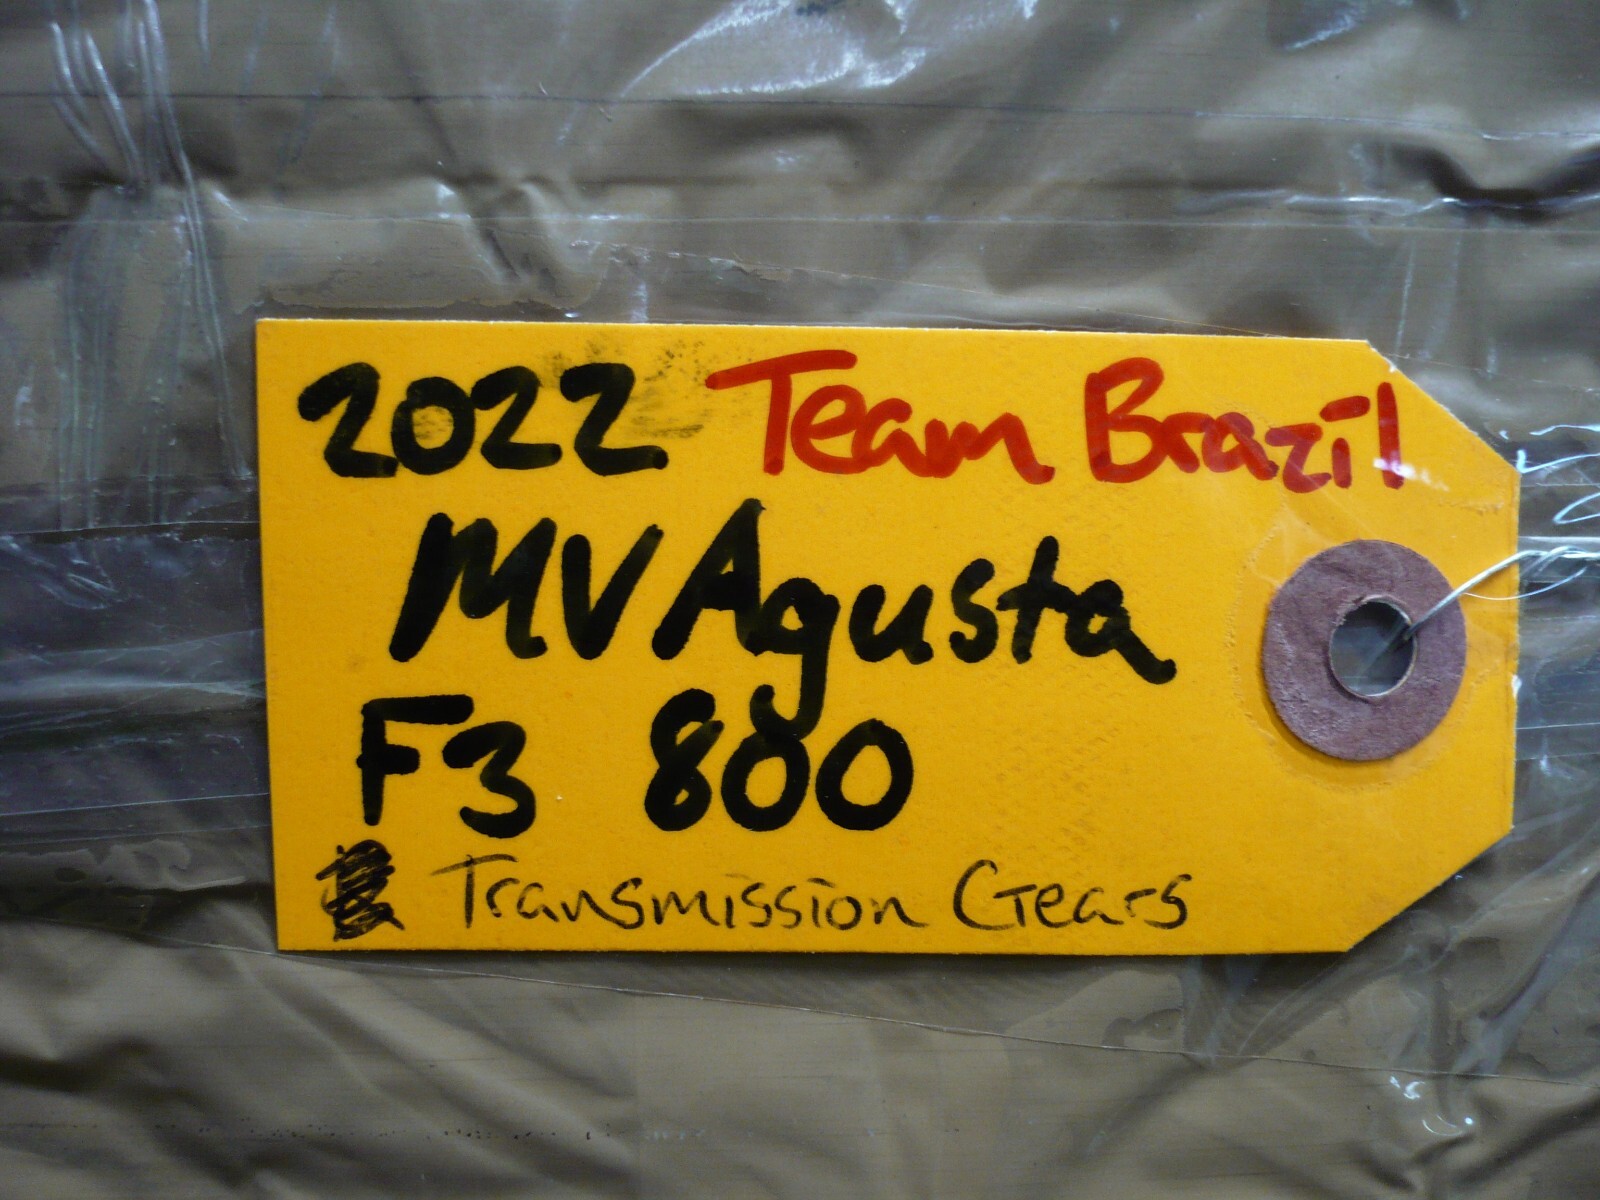 2022 Team Brazil
MV Agusta
F3 800
Transmission Gears